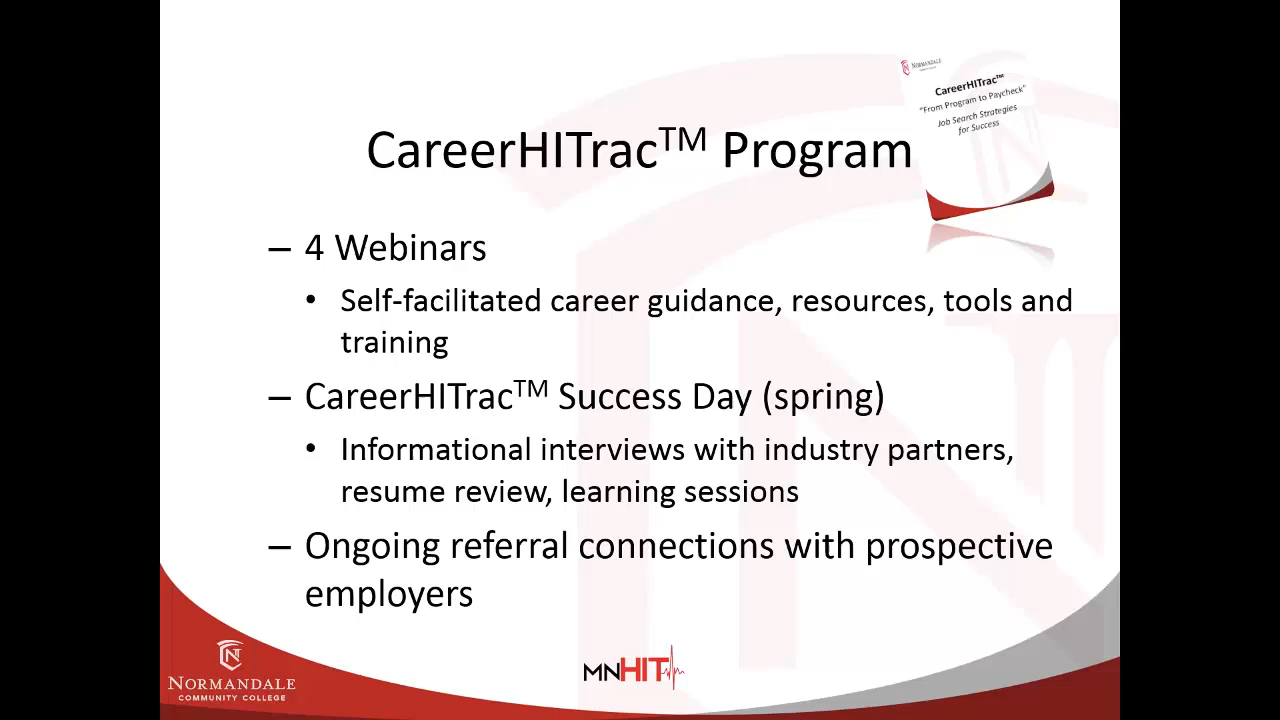 NORMANDALE
CareerHITrac™
"From Program to Paycheck"
Job Search Strategies
for Success
CareerHITrac™ Program
– 4 Webinars
• Self-facilitated career guidance, resources, tools and
training
– CareerHITrac™ Success Day (spring)
• Informational interviews with industry partners,
resume review, learning sessions
– Ongoing referral connections with prospective
employers
NORMANDALE
COMMUNITY COLLEGE
MNHIT